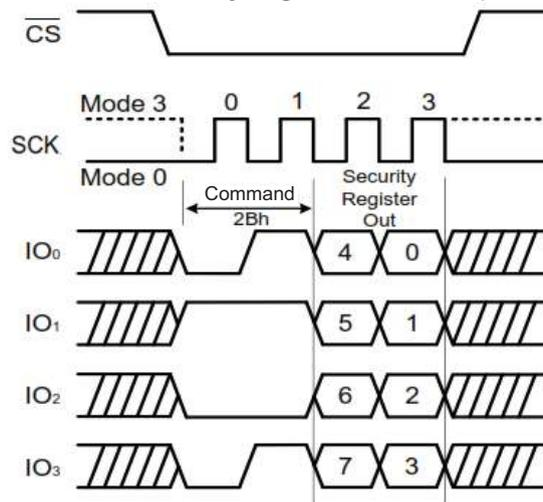 CS
Mode 3 0 1 2 3
SCK
Mode 0
Command
2Bh
Security
Register
Out
IO0 4 0
IO1 5 1
IO2 6 2
IO3 7 3